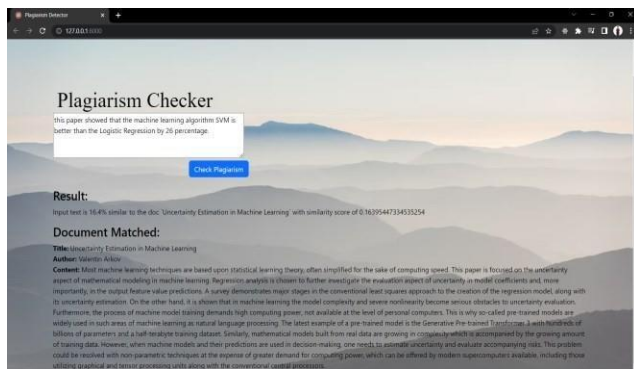 Plagiarism Detector
127.0.0.1:8000
Plagiarism Checker
this paper showed that the machine learning algorithm SVM is
better than the Logistic Regression by 26 percentage.
Check Plagiarism
Result:
Input text is 16.4% similar to the doc 'Uncertainty Estimation in Machine Learning' with similarity score of 0.16395447334535254
Document Matched:
Title: Uncertainty Estimation in Machine Learning
Author: Valentin Arkov
Content: Most machine learning techniques are based upon statistical learning theory, often simplified for the sake of computing speed. This paper is focused on the uncertainty
aspect of mathematical modeling in machine learning. Regression analysis is chosen to further investigate the evaluation aspect of uncertainty in model coefficients and, more
importantly, in the output feature value predictions. A survey demonstrates major stages in the conventional least squares approach to the creation of the regression model, along with
its uncertainty estimation. On the other hand, it is shown that in machine learning the model complexity and severe nonlinearity become serious obstacles to uncertainty evaluation.
Furthermore, the process of machine model training demands high computing power, not available at the level of personal computers. This is why so-called pre-trained models are
widely used in such areas of machine learning as natural language processing. The latest example of a pre-trained model is the Generative Pre-trained Transformer 3 with hundreds of
billions of parameters and a half-terabyte training dataset. Similarly, mathematical models built from real data are growing in complexity which is accompanied by the growing amount
of training data. However, when machine models and their predictions are used in decision-making, one needs to estimate uncertainty and evaluate accompanying risks. This problem
could be resolved with non-parametric techniques at the expense of greater demand for computing power, which can be offered by modern supercomputers available, including those
utilizing graphical and tensor processing units along with the conventional central processors.